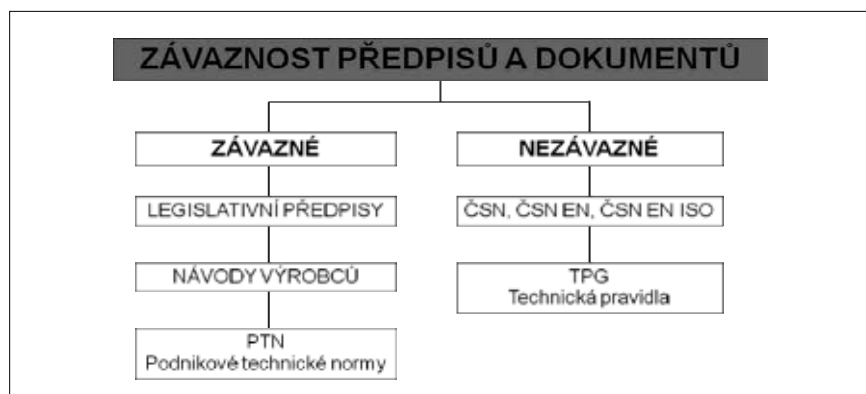 ZÁVAZNOST PŘEDPISŮ A DOKUMENTŮ
ZÁVAZNÉ
LEGISLATIVNÍ PŘEDPISY
NÁVODY VÝROBCŮ
PTN
Podnikové technické normy
NEZÁVAZNÉ
ČSN, ČSN EN, ČSN EN ISO
TPG
Technická pravidla